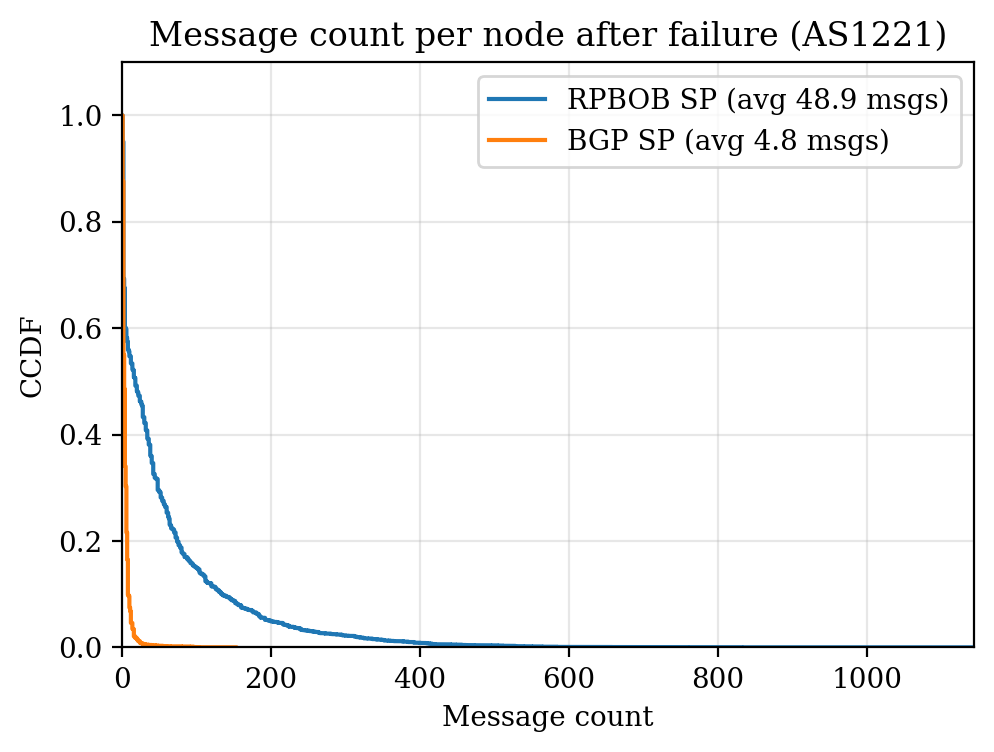 Message count per node after failure (AS1221)
RPBOB SP (avg 48.9 msgs)
BGP SP (avg 4.8 msgs)
CCDF
1.0
0.8
0.6
0.4
0.2
0.0
0 200 400 600 800 1000
Message count